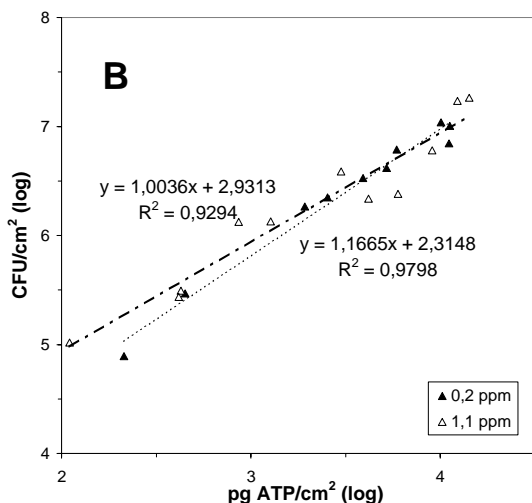 B
8
7
6
5
4
CFU/cm² (log)
y = 1,0036x + 2,9313
R² = 0,9294
y = 1,1665x + 2,3148
R² = 0,9798
0,2 ppm
1,1 ppm
2
3
4
pg ATP/cm² (log)